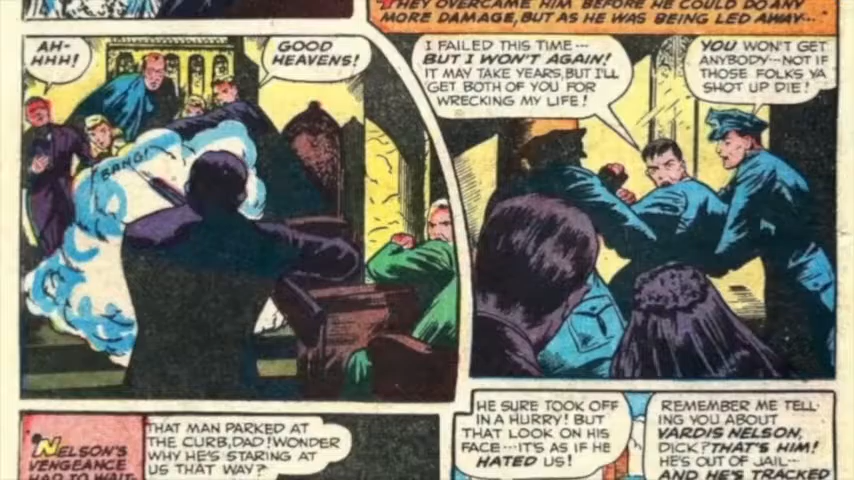 THEY OVERCAME HIM BEFORE HE COULD DO ANY
MORE DAMAGE, BUT AS HE WAS BEING LED AWAY--
AH-
HHH!
GOOD
HEAVENS!
BANG!
I FAILED THIS TIME---
BUT I WON'T AGAIN!
IT MAY TAKE YEARS, BUT I'LL
GET BOTH OF YOU FOR
WRECKING MY LIFE!
YOU WON'T GET
ANYBODY---NOT IF
THOSE FOLKS YA
SHOT UP DIE!
NELSON'S
VENGEANCE
HAD TO WAIT-
THAT MAN PARKED AT
THE CURB, DAD! WONDER
WHY HE'S STARING AT
US THAT WAY?
HE SURE TOOK OFF
IN A HURRY! BUT
THAT LOOK ON HIS
FACE---IT'S AS IF HE
HATED US!
REMEMBER ME TELL-
ING YOU ABOUT
VARDIS NELSON,
DICK? THAT'S HIM!
HE'S OUT OF JAIL--
AND HE'S TRACKED